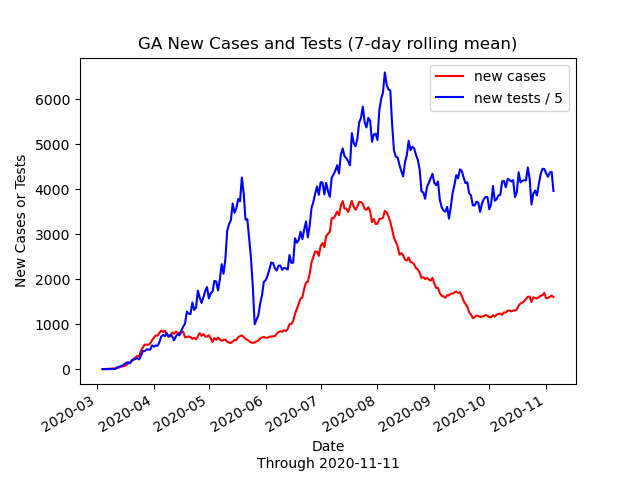 GA New Cases and Tests (7-day rolling mean)
new cases
new tests / 5
New Cases or Tests
6000
5000
4000
3000
2000
1000
0
2020-03
2020-04
2020-05
2020-06
2020-07
2020-08
2020-09
2020-10
2020-11
Date
Through 2020-11-11